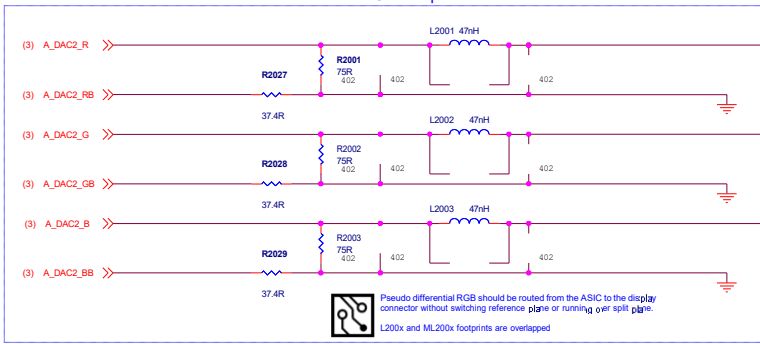 L2001 47nH
(3) A_DAC2_R
R2001
75R
402 402 402
R2027
(3) A_DAC2_RB
37.4R
L2002 47nH
(3) A_DAC2_G
R2002
75R
402 402 402
R2028
(3) A_DAC2_GB
37.4R
L2003 47nH
(3) A_DAC2_B
R2003
75R
402 402 402
R2029
(3) A_DAC2_BB
37.4R
Pseudo differential RGB should be routed from the ASIC to the display
connector without switching reference plane or running over split plane.
L200x and ML200x footprints are overlapped